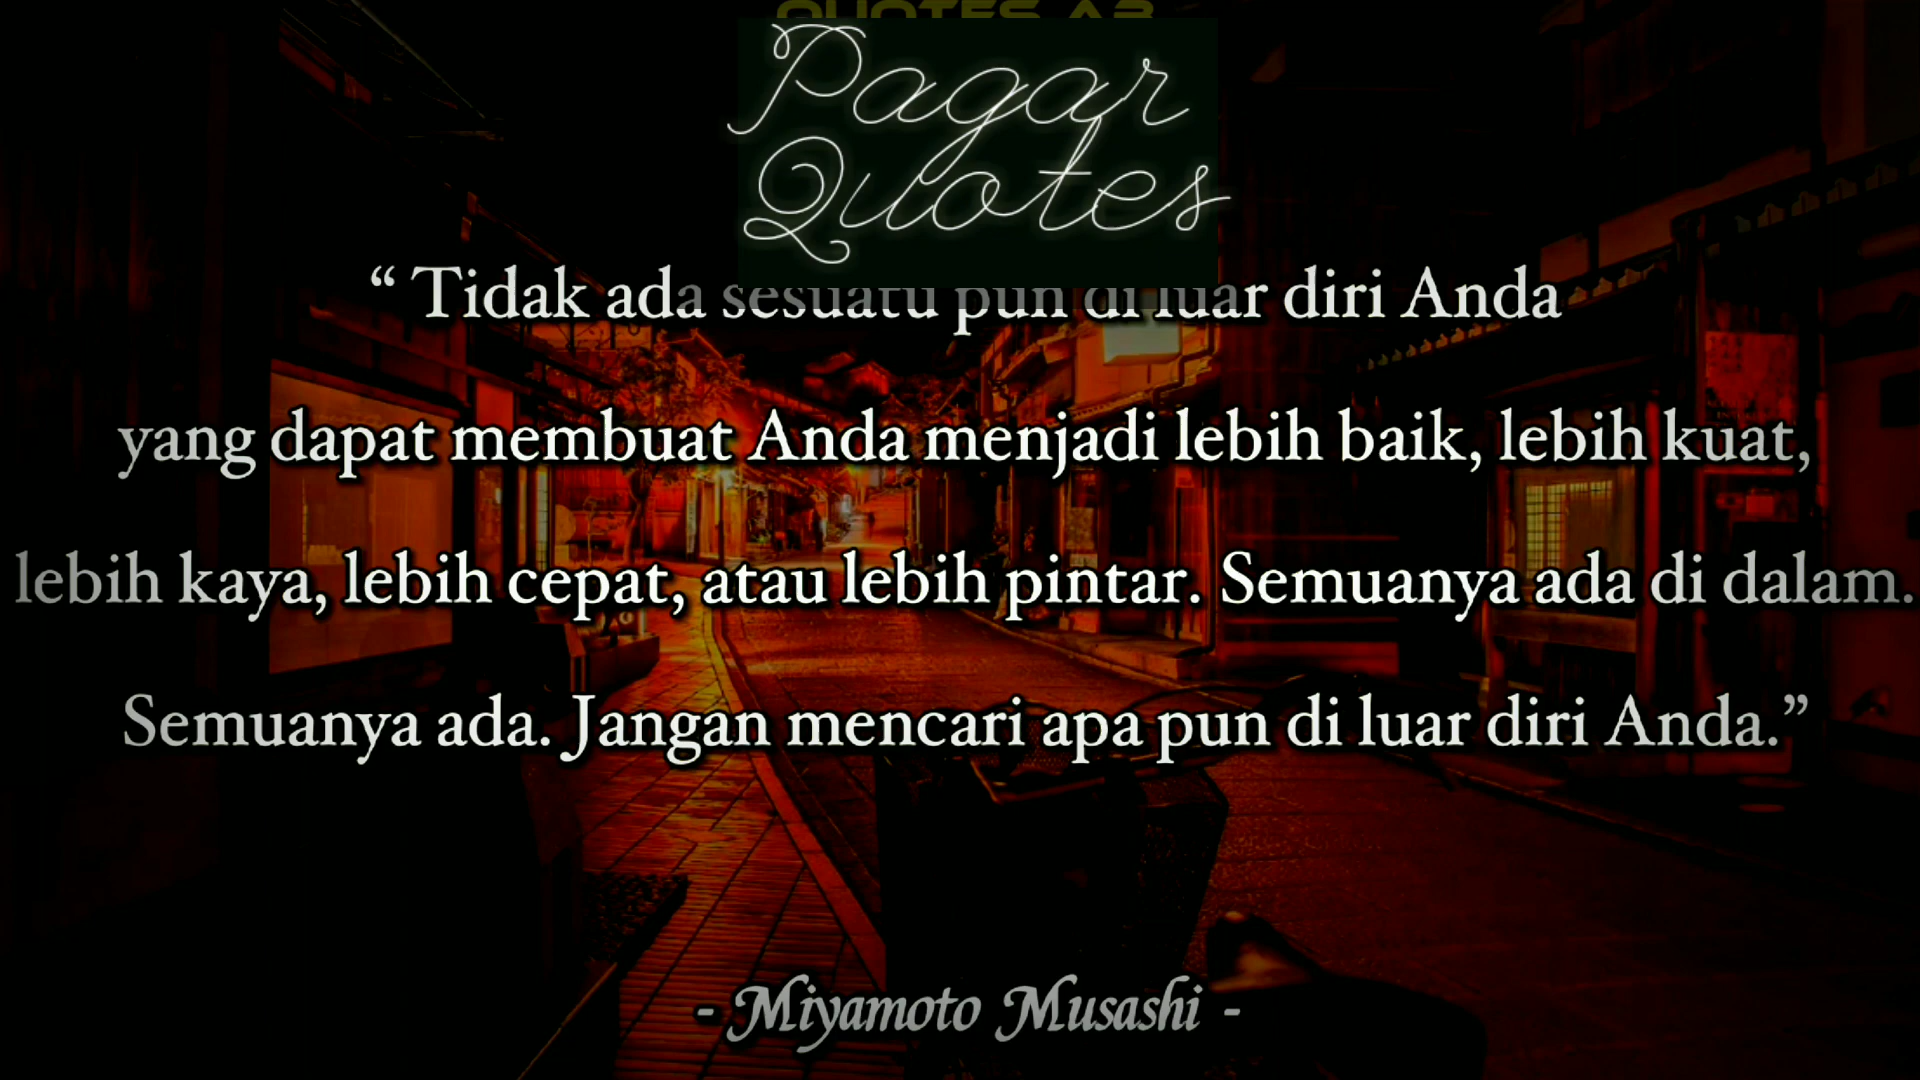 QUOTES AB
Pagar
Quotes
“ Tidak ada sesuatu pun di luar diri Anda
yang dapat membuat Anda menjadi lebih baik, lebih kuat,
lebih kaya, lebih cepat, atau lebih pintar. Semuanya ada di dalam.
Semuanya ada. Jangan mencari apa pun di luar diri Anda.”
- Miyamoto Musashi -